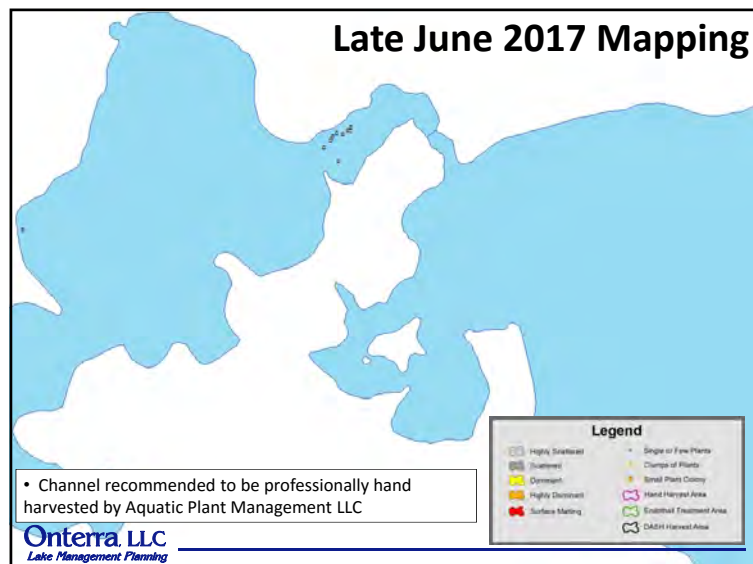 Late June 2017 Mapping
Legend
Highly Scattered
Scattered
Dominant
Highly Dominant
Surface Matting
Single or Few Plants
Clumps of Plants
Small Plant Colony
Hand Harvest Area
Endothall Treatment Area
DASH Harvest Area
• Channel recommended to be professionally hand
harvested by Aquatic Plant Management LLC
Onterra, LLC
Lake Management Planning